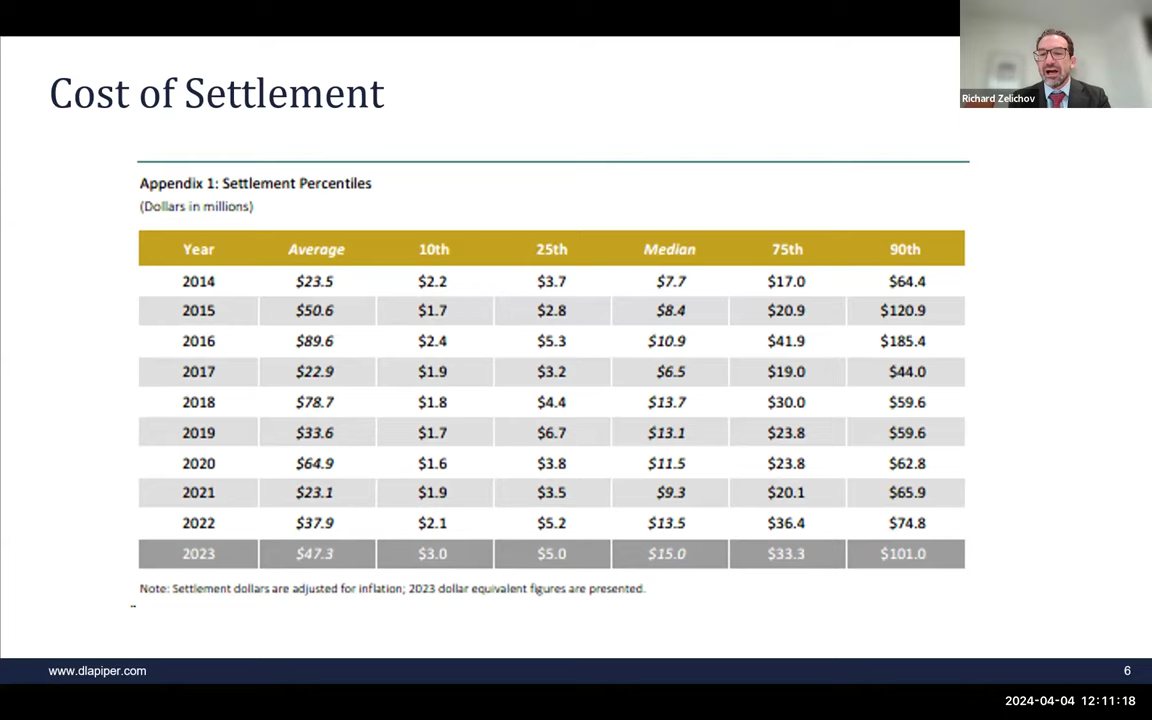 Cost of Settlement
Richard Zelichov
Appendix 1: Settlement Percentiles
(Dollars in millions)
Year Average 10th 25th Median 75th 90th
2014 $23.5 $2.2 $3.7 $7.7 $17.0 $64.4
2015 $50.6 $1.7 $2.8 $8.4 $20.9 $120.9
2016 $89.6 $2.4 $5.3 $10.9 $41.9 $185.4
2017 $22.9 $1.9 $3.2 $6.5 $19.0 $44.0
2018 $78.7 $1.8 $4.4 $13.7 $30.0 $59.6
2019 $33.6 $1.7 $6.7 $13.1 $23.8 $59.6
2020 $64.9 $1.6 $3.8 $11.5 $23.8 $62.8
2021 $23.1 $1.9 $3.5 $9.3 $20.1 $65.9
2022 $37.9 $2.1 $5.2 $13.5 $36.4 $74.8
2023 $47.3 $3.0 $5.0 $15.0 $33.3 $101.0
Note: Settlement dollars are adjusted for inflation; 2023 dollar equivalent figures are presented.
www.dlapiper.com 6
2024-04-04 12:11:18